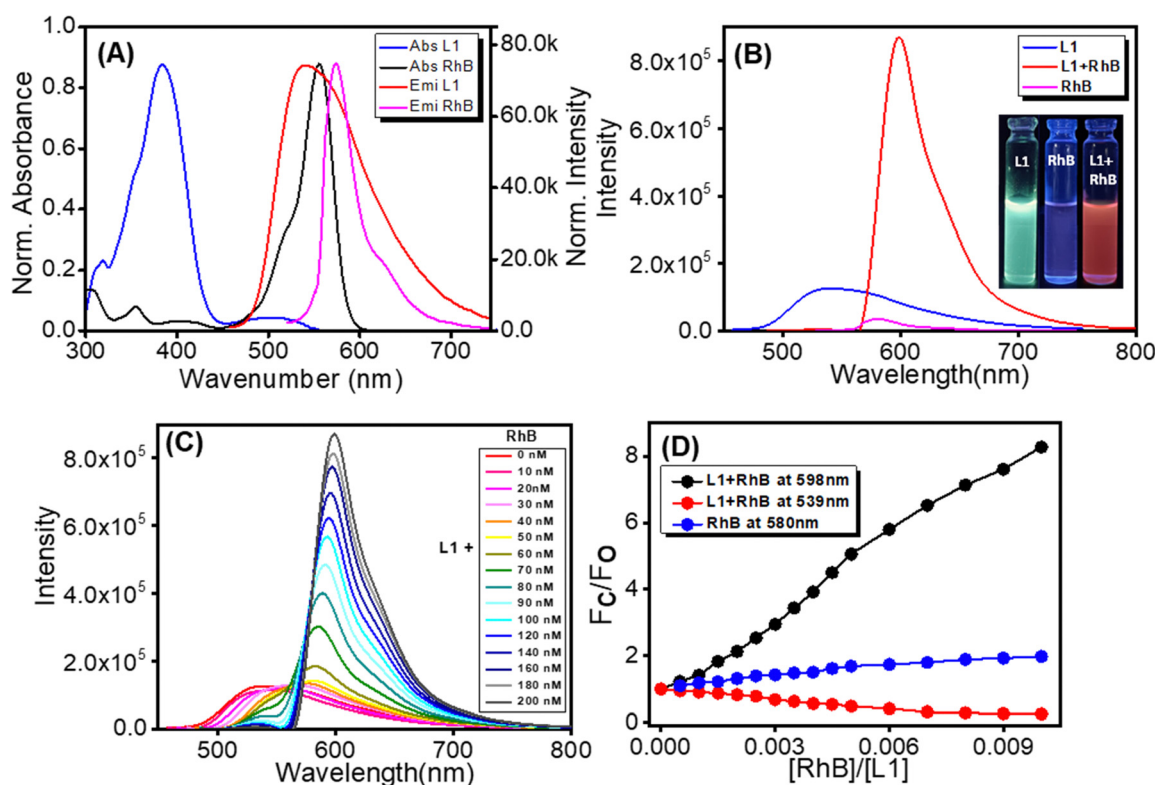 (A)
Abs L1
Abs RhB
Emi L1
Emi RhB
1.0
0.8
0.6
0.4
0.2
0.0
Norm. Absorbance
80.0k
60.0k
40.0k
20.0k
0.0
Norm. Intensity
300 400 500 600 700
Wavenumber (nm)
(B)
L1
L1+RhB
RhB
8.0x10⁵
6.0x10⁵
4.0x10⁵
2.0x10⁵
0.0
Intensity
L1
RhB
L1+
RhB
500 600 700 800
Wavelength(nm)
(C)
RhB
0 nM
10 nM
20nM
30 nM
40 nM
50 nM
60 nM
70 nM
80 nM
90 nM
100 nM
120 nM
140 nM
160 nM
180 nM
200 nM
L1 +
8.0x10⁵
6.0x10⁵
4.0x10⁵
2.0x10⁵
0.0
Intensity
500 600 700 800
Wavelength(nm)
(D)
L1+RhB at 598nm
L1+RhB at 539nm
RhB at 580nm
8
6
4
2
0
Fc/Fo
0.000 0.003 0.006 0.009
[RhB]/[L1]